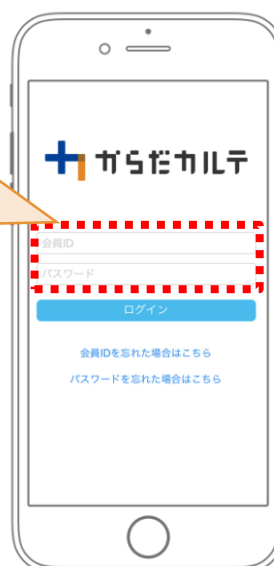 からだカルテ
会員ID
パスワード
ログイン
会員IDを忘れた場合はこちら
パスワードを忘れた場合はこちら